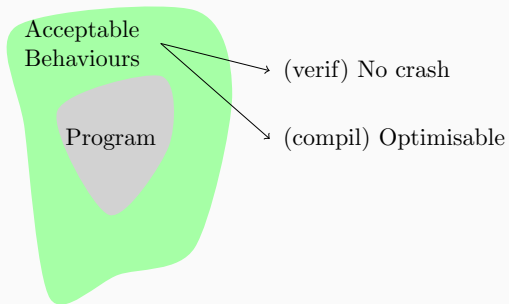 Acceptable
Behaviours
(verif) No crash
Program
(compil) Optimisable